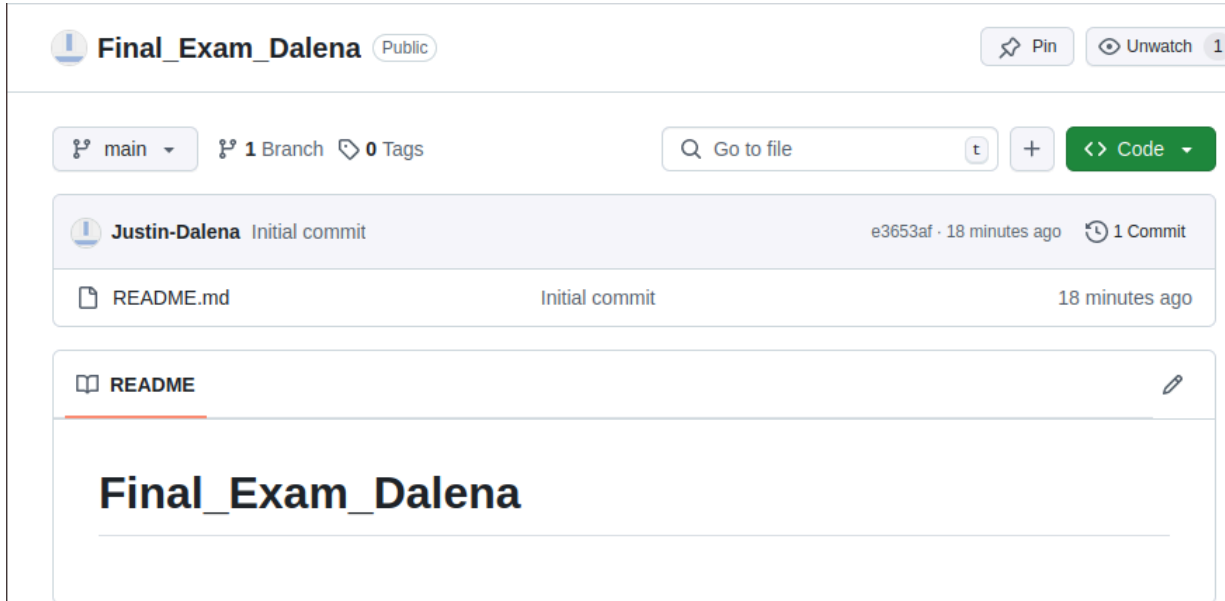 Final_Exam_Dalena Public Pin Unwatch 1
main 1 Branch 0 Tags Go to file t Code
Justin-Dalena Initial commit e3653af · 18 minutes ago 1 Commit
README.md Initial commit 18 minutes ago
README
Final_Exam_Dalena